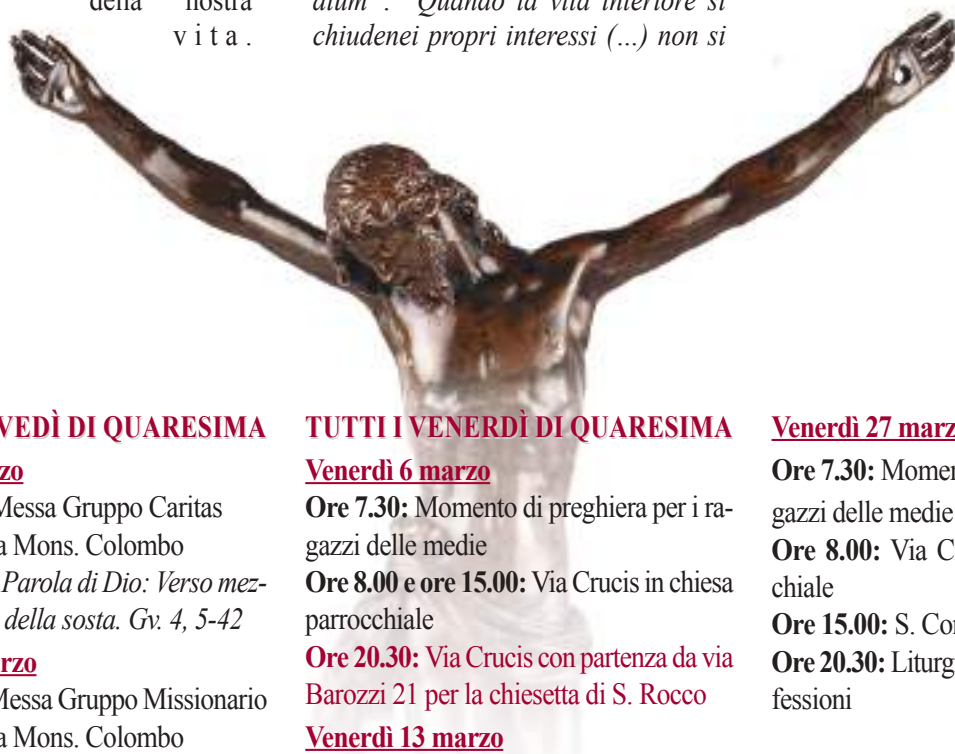 della nostra
vita.
dium". "Quando la vita interiore si
chiudenei propri interessi (...) non si
VEDÌ DI QUARESIMA
zo
Messa Gruppo Caritas
a Mons. Colombo
Parola di Dio: Verso mez-
della sosta. Gv. 4, 5-42
rzo
Messa Gruppo Missionario
a Mons. Colombo
TUTTI I VENERDÌ DI QUARESIMA
Venerdì 6 marzo
Ore 7.30: Momento di preghiera per i ra-
gazzi delle medie
Ore 8.00 e ore 15.00: Via Crucis in chiesa
parrocchiale
Ore 20.30: Via Crucis con partenza da via
Barozzi 21 per la chiesetta di S. Rocco
Venerdì 13 marzo
Venerdì 27 marz
Ore 7.30: Momen
gazzi delle medie
Ore 8.00: Via C
chiale
Ore 15.00: S. Con
Ore 20.30: Liturg
fessioni